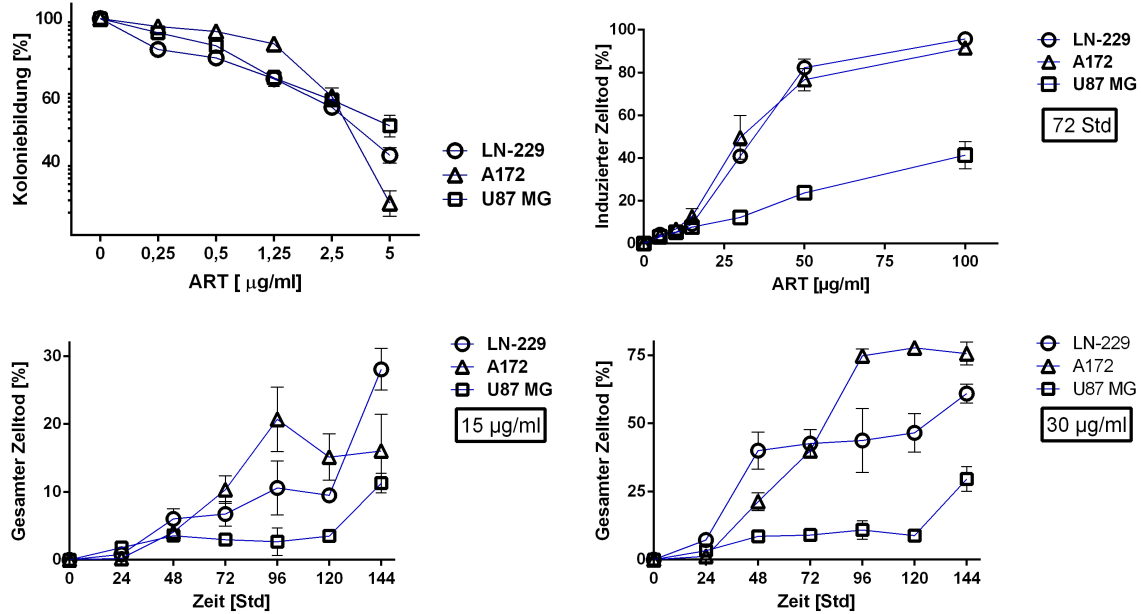 Koloniebildung [%]
100
60
40
0 0,25 0,5 1,25 2,5 5
ART [ µg/ml]
LN-229
A172
U87 MG
Induzierter Zelltod [%]
100
80
60
40
20
0
0 25 50 75 100
ART [µg/ml]
LN-229
A172
U87 MG
72 Std
Gesamter Zelltod [%]
30
20
10
0
0 24 48 72 96 120 144
Zeit [Std]
LN-229
A172
U87 MG
15 µg/ml
Gesamter Zelltod [%]
75
50
25
0
0 24 48 72 96 120 144
Zeit [Std]
LN-229
A172
U87 MG
30 µg/ml